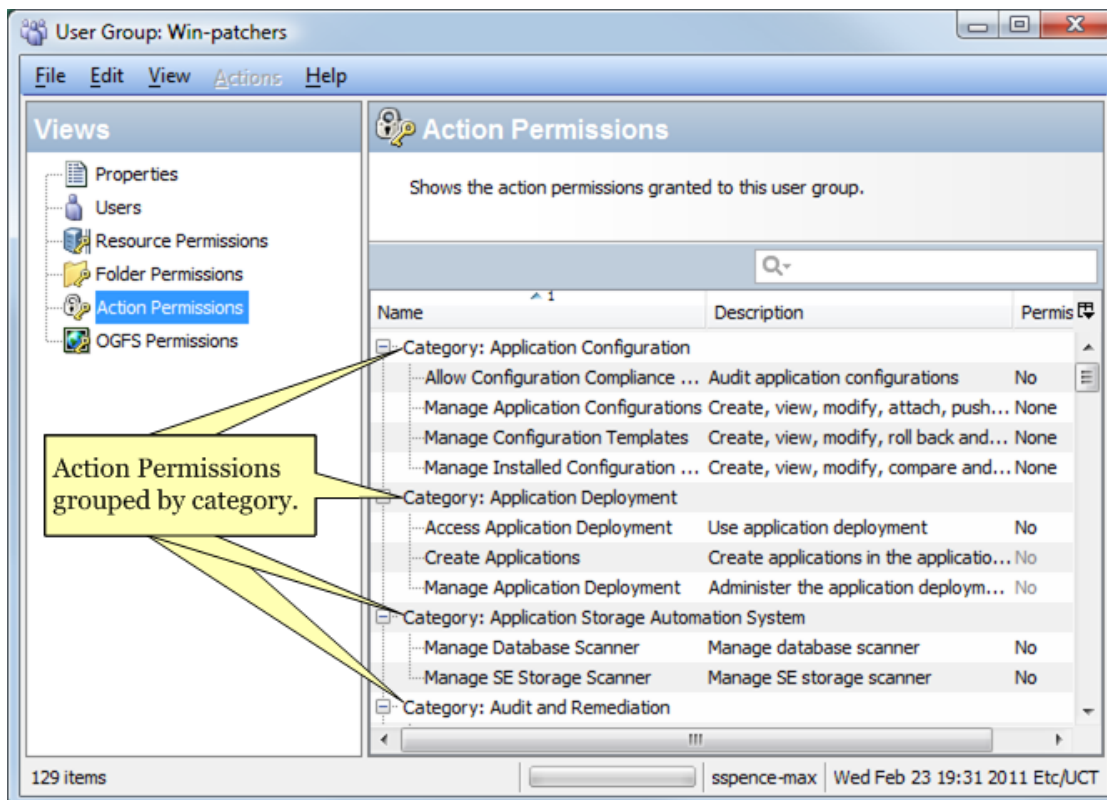 User Group: Win-patchers
File Edit View Actions Help
Views
Properties
Users
Resource Permissions
Folder Permissions
Action Permissions
OGFS Permissions
Action Permissions
Shows the action permissions granted to this user group.
Name 1 Description Permis
Category: Application Configuration
Allow Configuration Compliance ... Audit application configurations No
Manage Application Configurations Create, view, modify, attach, push... None
Manage Configuration Templates Create, view, modify, roll back and... None
Manage Installed Configuration ... Create, view, modify, compare and... None
Category: Application Deployment
Access Application Deployment Use application deployment No
Create Applications Create applications in the applicatio... No
Manage Application Deployment Administer the application deploym... No
Category: Application Storage Automation System
Manage Database Scanner Manage database scanner No
Manage SE Storage Scanner Manage SE storage scanner No
Category: Audit and Remediation
Action Permissions
grouped by category.
129 items sspence-max Wed Feb 23 19:31 2011 Etc/UCT